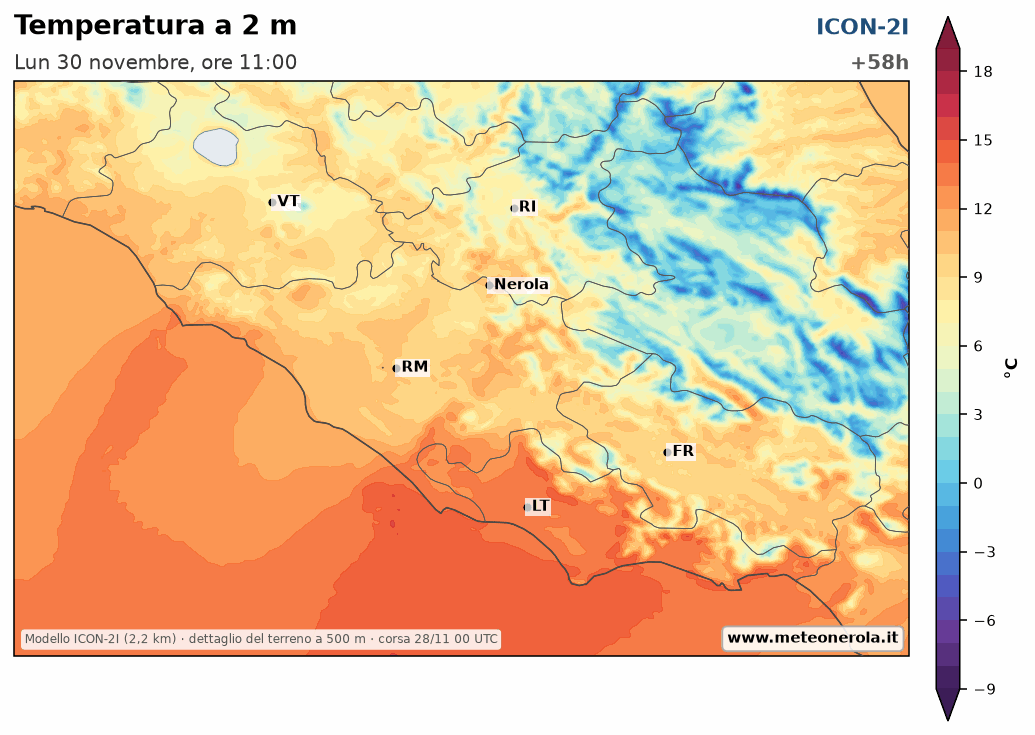 Temperatura a 2 m
ICON-2I
Lun 30 novembre, ore 11:00
+58h
18
15
12
9
6
3
0
−3
−6
−9
°C
VT
RI
Nerola
RM
FR
LT
Modello ICON-2I (2,2 km) · dettaglio del terreno a 500 m · corsa 28/11 00 UTC
www.meteonerola.it